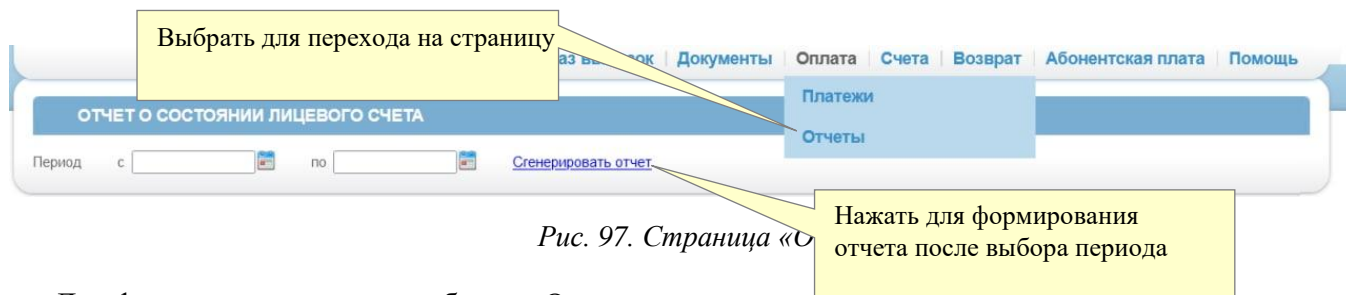 Выбрать для перехода на страницу
Документы Оплата Счета Возврат Абонентская плата Помощь
Платежи
ОТЧЕТ О СОСТОЯНИИ ЛИЦЕВОГО СЧЕТА
Отчеты
Период с по Сгенерировать отчет
Нажать для формирования
отчета после выбора периода
Рис. 97. Страница